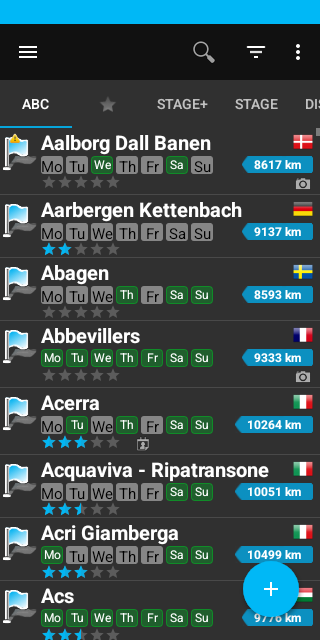 ABC STAGE+ STAGE DIS
Aalborg Dall Banen
Mo Tu We Th Fr Sa Su 8617 km
Aarbergen Kettenbach
Mo Tu We Th Fr Sa Su 9137 km
Abagen
Mo Tu We Th Fr Sa Su 8593 km
Abbevillers
Mo Tu We Th Fr Sa Su 9333 km
Acerra
Mo Tu We Th Fr Sa Su 10264 km
Acquaviva - Ripatransone
Mo Tu We Th Fr Sa Su 10051 km
Acri Giamberga
Mo Tu We Th Fr Sa Su 10499 km
Acs
Mo Tu We Th Fr Sa Su 9776 km